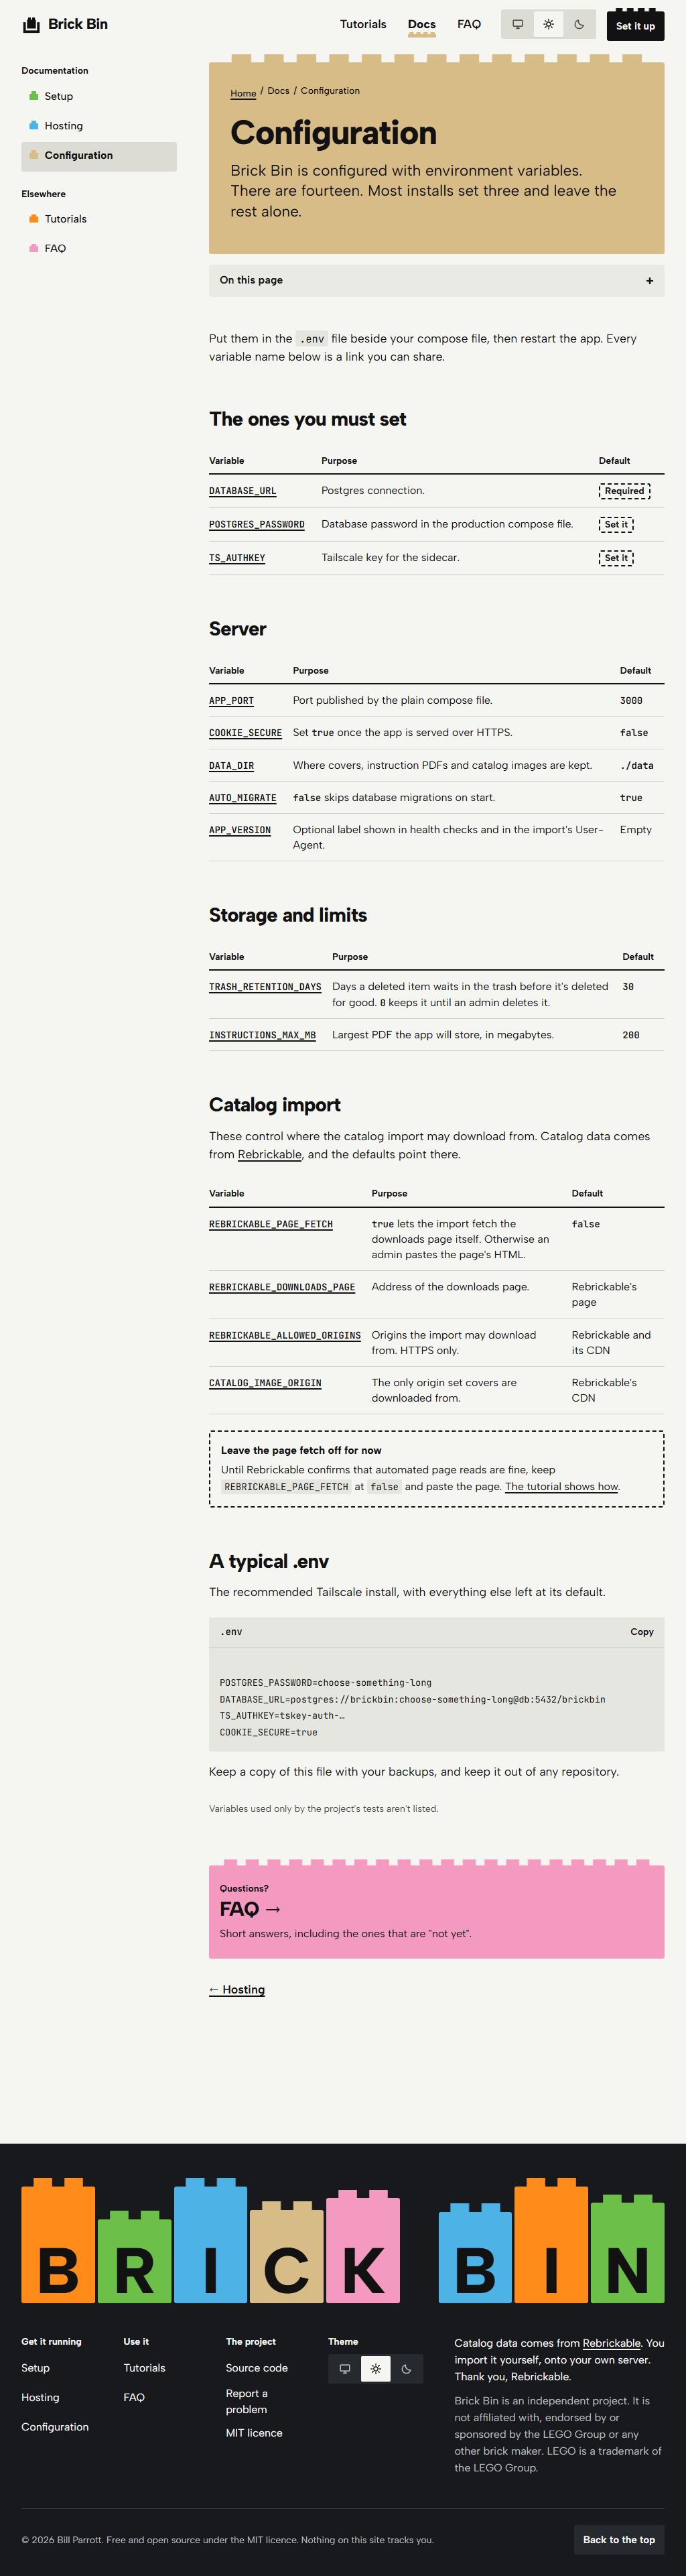 Brick Bin
Tutorials
Docs
FAQ
Set it up
Documentation
Setup
Hosting
Configuration
Elsewhere
Tutorials
FAQ
Home / Docs / Configuration
Configuration
Brick Bin is configured with environment variables.
There are fourteen. Most installs set three and leave the
rest alone.
On this page +
Put them in the .env file beside your compose file, then restart the app. Every
variable name below is a link you can share.
The ones you must set
Variable Purpose Default
DATABASE_URL Postgres connection. Required
POSTGRES_PASSWORD Database password in the production compose file. Set it
TS_AUTHKEY Tailscale key for the sidecar. Set it
Server
Variable Purpose Default
APP_PORT Port published by the plain compose file. 3000
COOKIE_SECURE Set true once the app is served over HTTPS. false
DATA_DIR Where covers, instruction PDFs and catalog images are kept. ./data
AUTO_MIGRATE false skips database migrations on start. true
APP_VERSION Optional label shown in health checks and in the import's User- Empty
Agent.
Storage and limits
Variable Purpose Default
TRASH_RETENTION_DAYS Days a deleted item waits in the trash before it's deleted 30
for good. 0 keeps it until an admin deletes it.
INSTRUCTIONS_MAX_MB Largest PDF the app will store, in megabytes. 200
Catalog import
These control where the catalog import may download from. Catalog data comes
from Rebrickable, and the defaults point there.
Variable Purpose Default
REBRICKABLE_PAGE_FETCH true lets the import fetch the false
downloads page itself. Otherwise an
admin pastes the page's HTML.
REBRICKABLE_DOWNLOADS_PAGE Address of the downloads page. Rebrickable's
page
REBRICKABLE_ALLOWED_ORIGINS Origins the import may download Rebrickable and
from. HTTPS only. its CDN
CATALOG_IMAGE_ORIGIN The only origin set covers are Rebrickable's
downloaded from. CDN
Leave the page fetch off for now
Until Rebrickable confirms that automated page reads are fine, keep
REBRICKABLE_PAGE_FETCH at false and paste the page. The tutorial shows how.
A typical .env
The recommended Tailscale install, with everything else left at its default.
.env Copy
POSTGRES_PASSWORD=choose-something-long
DATABASE_URL=postgres://brickbin:choose-something-long@db:5432/brickbin
TS_AUTHKEY=tskey-auth-…
COOKIE_SECURE=true
Keep a copy of this file with your backups, and keep it out of any repository.
Variables used only by the project's tests aren't listed.
Questions?
FAQ →
Short answers, including the ones that are "not yet".
← Hosting
BRICK BIN
Get it running
Setup
Hosting
Configuration
Use it
Tutorials
FAQ
The project
Source code
Report a
problem
MIT licence
Theme
Catalog data comes from Rebrickable. You
import it yourself, onto your own server.
Thank you, Rebrickable.
Brick Bin is an independent project. It is
not affiliated with, endorsed by or
sponsored by the LEGO Group or any
other brick maker. LEGO is a trademark of
the LEGO Group.
© 2026 Bill Parrott. Free and open source under the MIT licence. Nothing on this site tracks you.
Back to the top